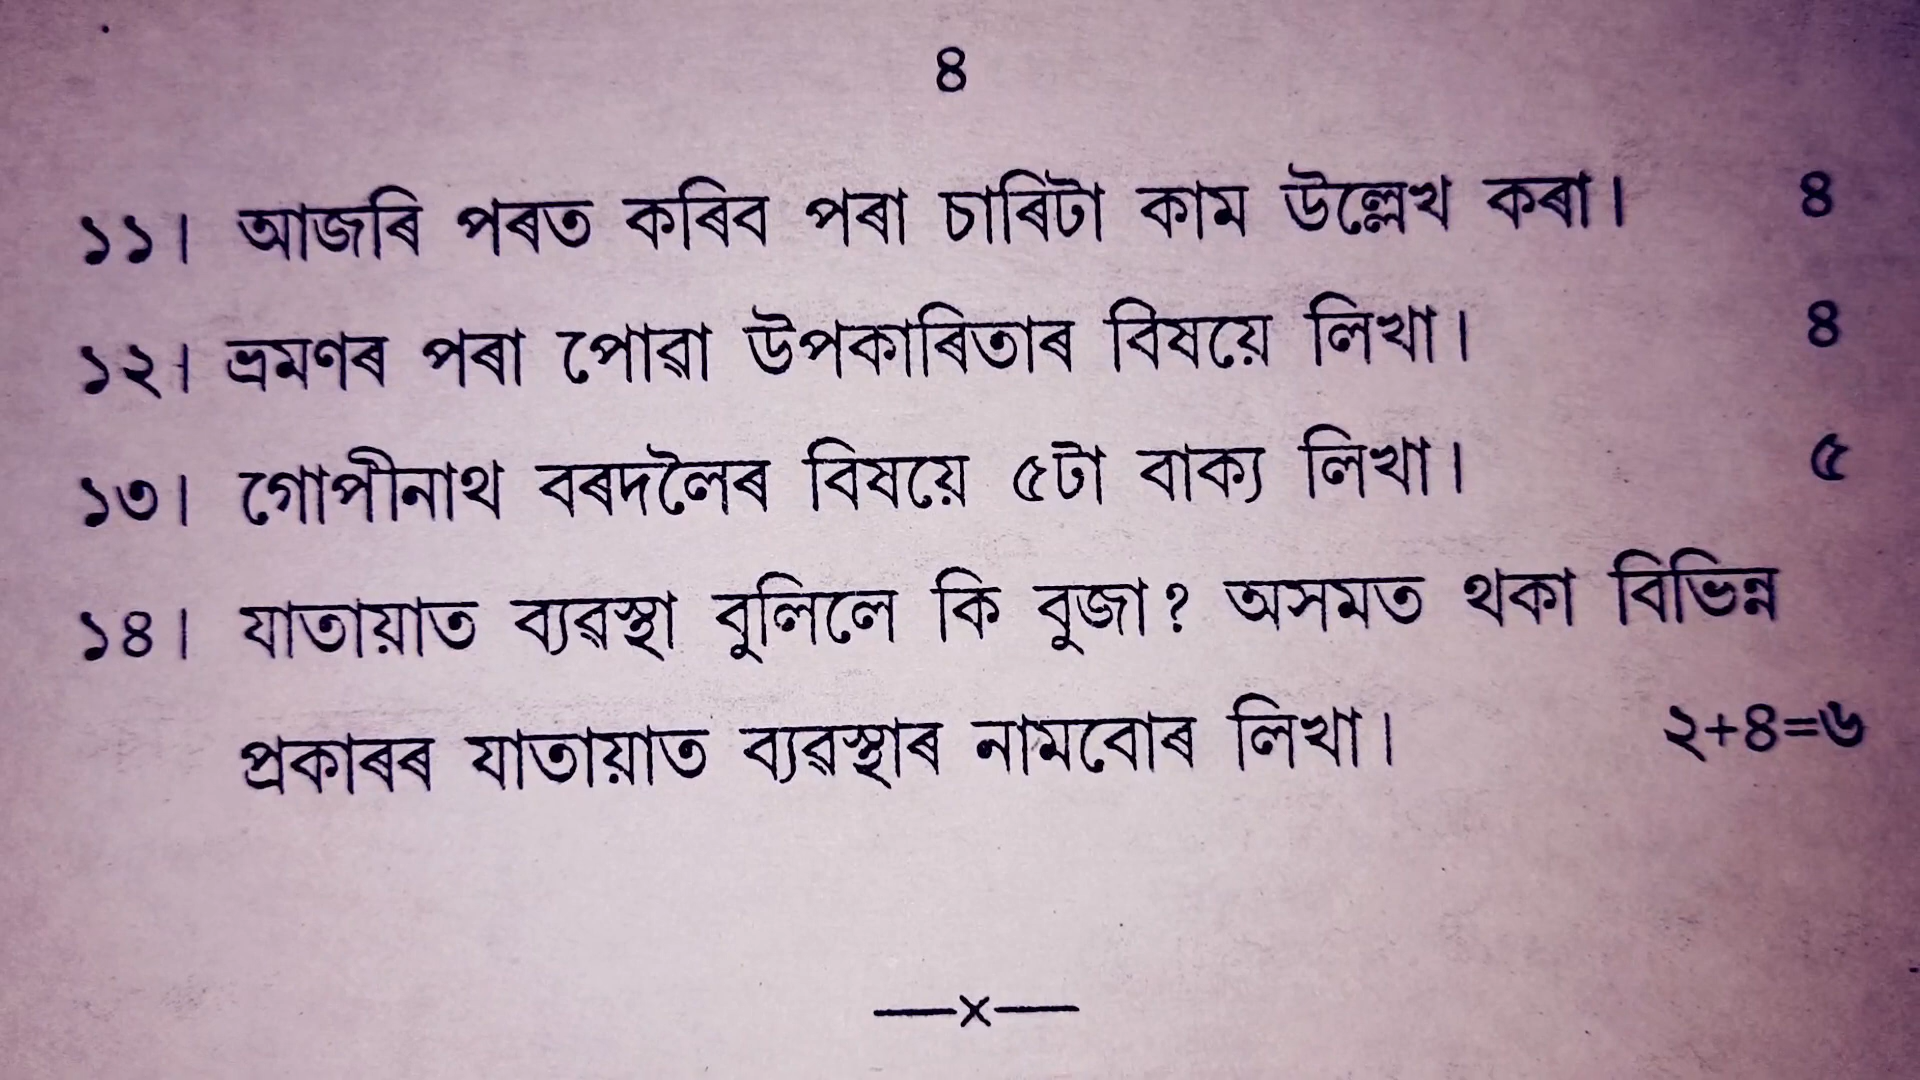 ৪
১১। আজৰি পৰত কৰিব পৰা চাৰিটা কাম উল্লেখ কৰা। ৪
১২। ভ্ৰমণৰ পৰা পোৱা উপকাৰিতাৰ বিষয়ে লিখা। ৪
১৩। গোপীনাথ বৰদলৈৰ বিষয়ে ৫টা বাক্য লিখা। ৫
১৪। যাতায়াত ব্যৱস্থা বুলিলে কি বুজা? অসমত থকা বিভিন্ন
প্ৰকাৰৰ যাতায়াত ব্যৱস্থাৰ নামবোৰ লিখা। ২+৪=৬
—x—